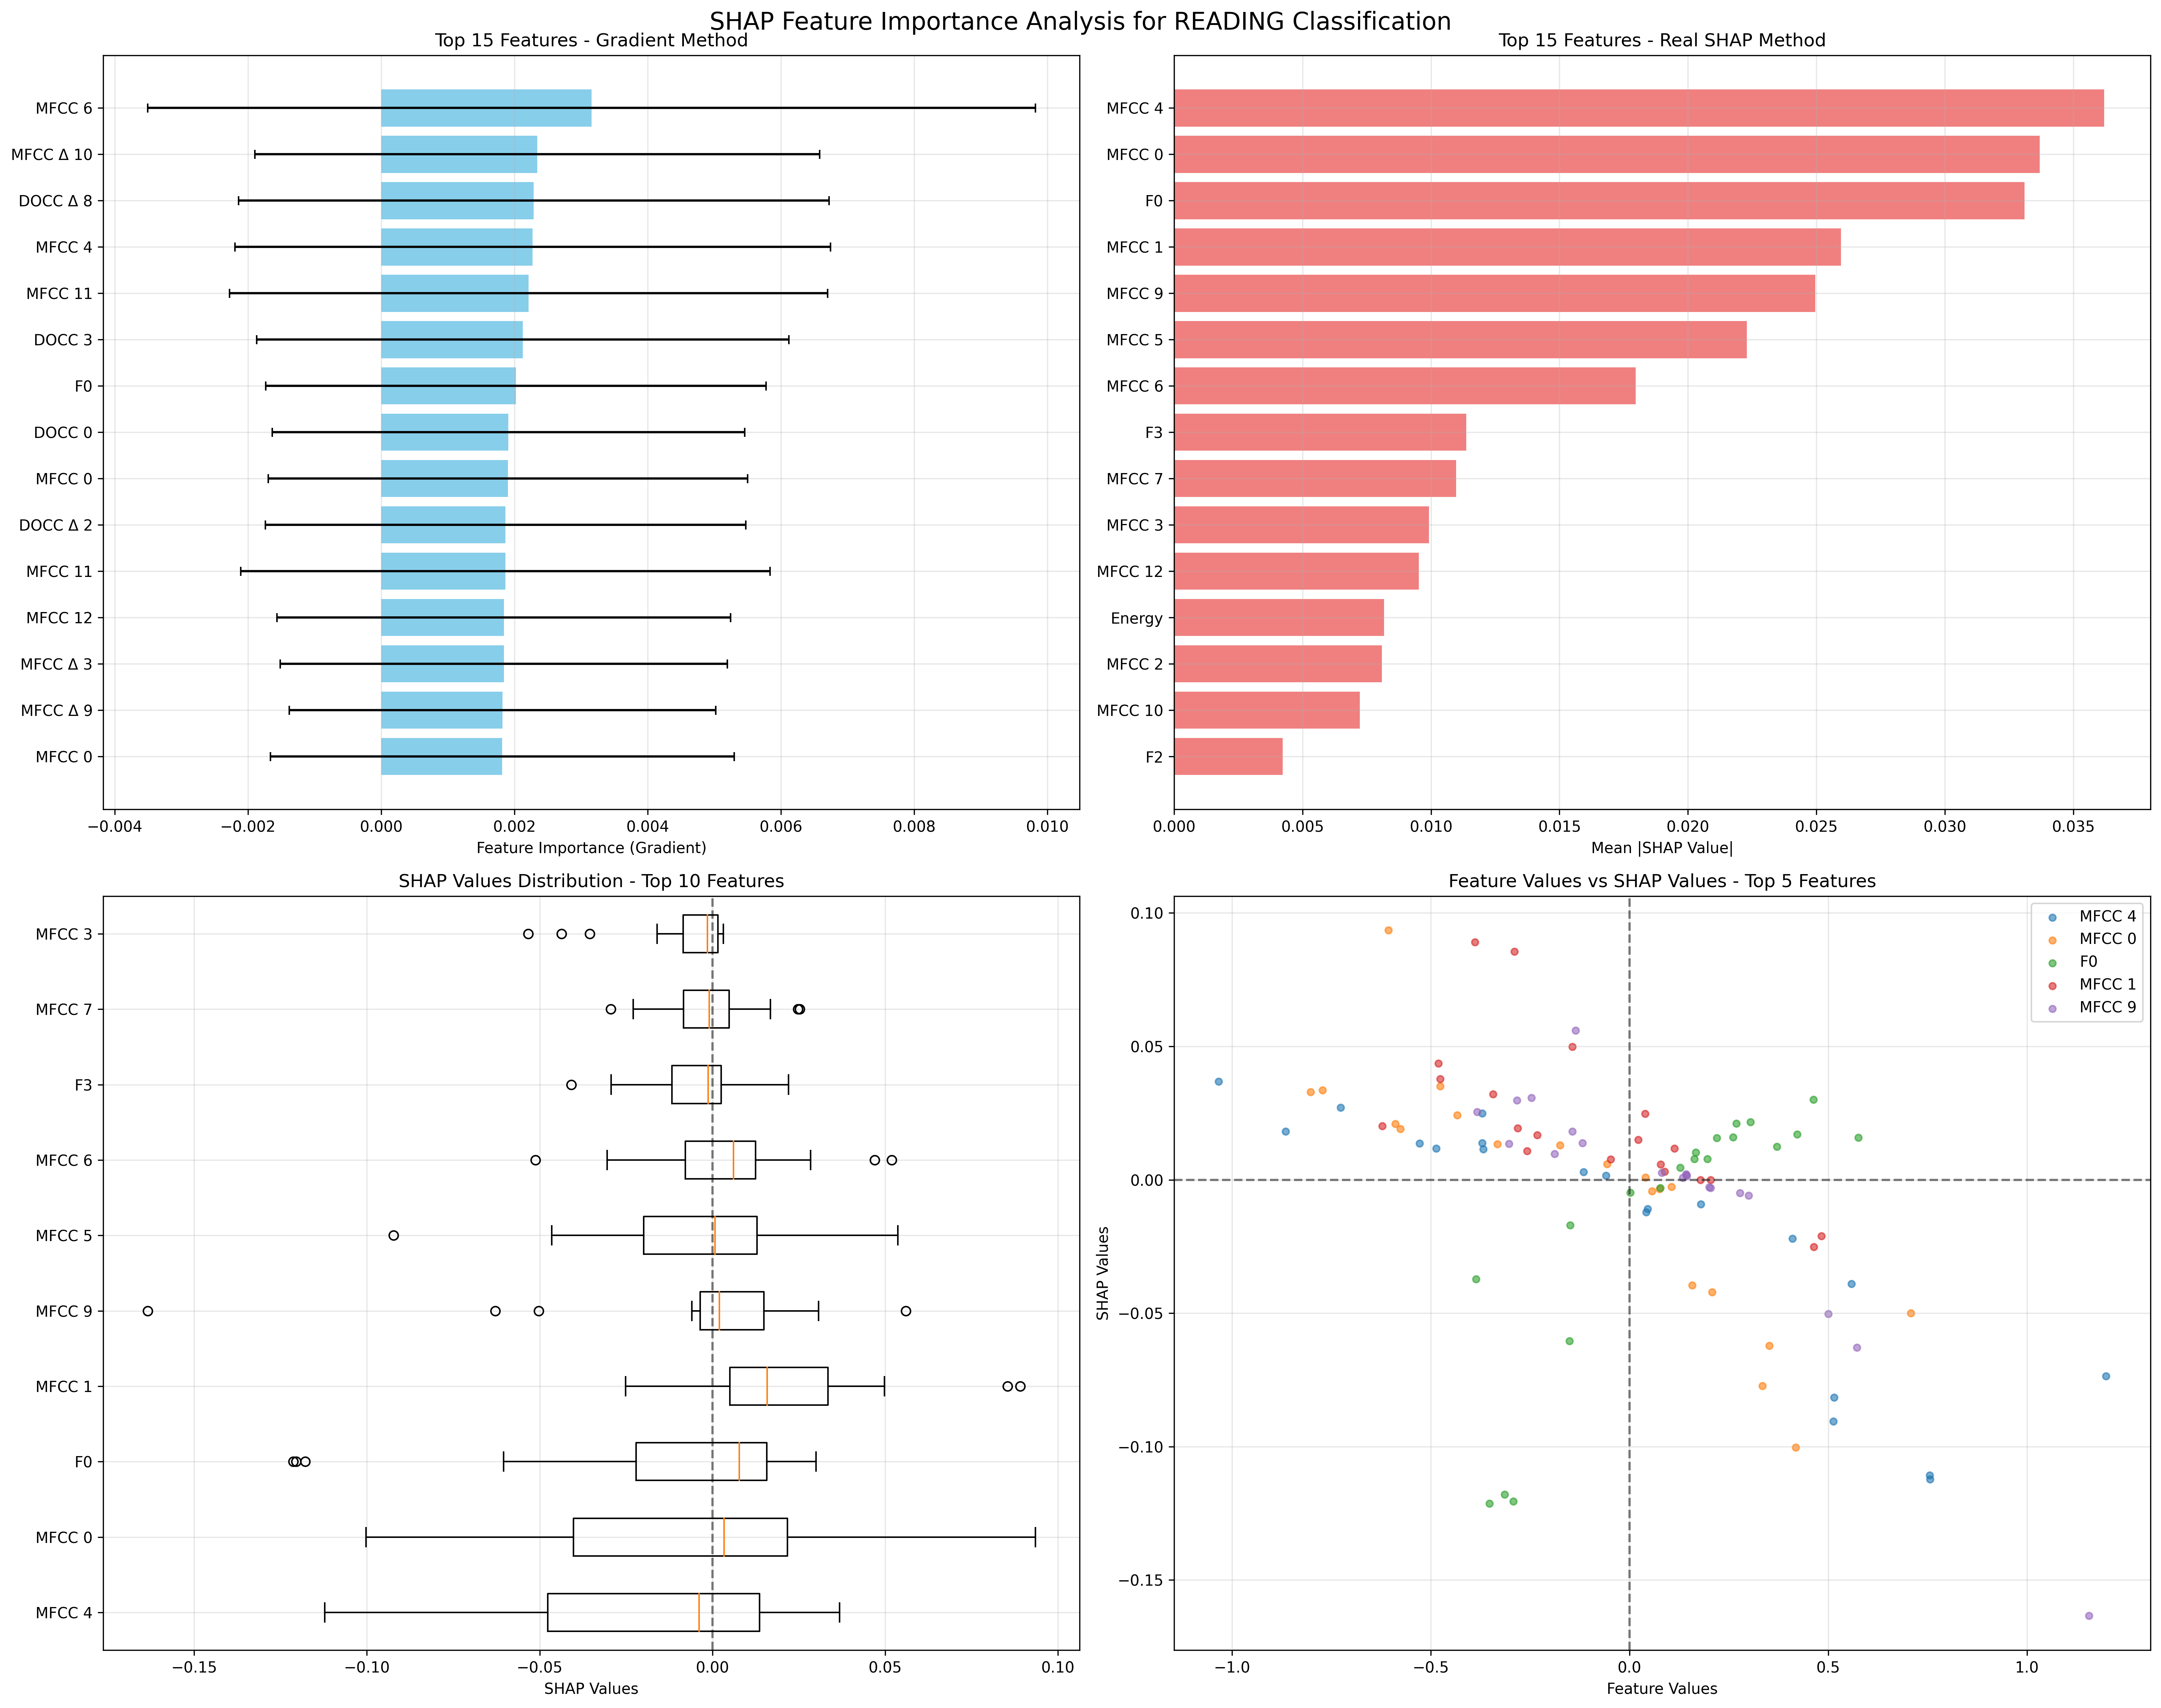 SHAP Feature Importance Analysis for READING Classification
Top 15 Features - Gradient Method
MFCC 6
MFCC Δ 10
DOCC Δ 8
MFCC 4
MFCC 11
DOCC 3
F0
DOCC 0
MFCC 0
DOCC Δ 2
MFCC 11
MFCC 12
MFCC Δ 3
MFCC Δ 9
MFCC 0
−0.004 −0.002 0.000 0.002 0.004 0.006 0.008 0.010
Feature Importance (Gradient)
Top 15 Features - Real SHAP Method
MFCC 4
MFCC 0
F0
MFCC 1
MFCC 9
MFCC 5
MFCC 6
F3
MFCC 7
MFCC 3
MFCC 12
Energy
MFCC 2
MFCC 10
F2
0.000 0.005 0.010 0.015 0.020 0.025 0.030 0.035
Mean |SHAP Value|
SHAP Values Distribution - Top 10 Features
MFCC 3
MFCC 7
F3
MFCC 6
MFCC 5
MFCC 9
MFCC 1
F0
MFCC 0
MFCC 4
−0.15 −0.10 −0.05 0.00 0.05 0.10
SHAP Values
Feature Values vs SHAP Values - Top 5 Features
MFCC 4
MFCC 0
F0
MFCC 1
MFCC 9
0.10
0.05
0.00
−0.05
−0.10
−0.15
SHAP Values
−1.0 −0.5 0.0 0.5 1.0
Feature Values